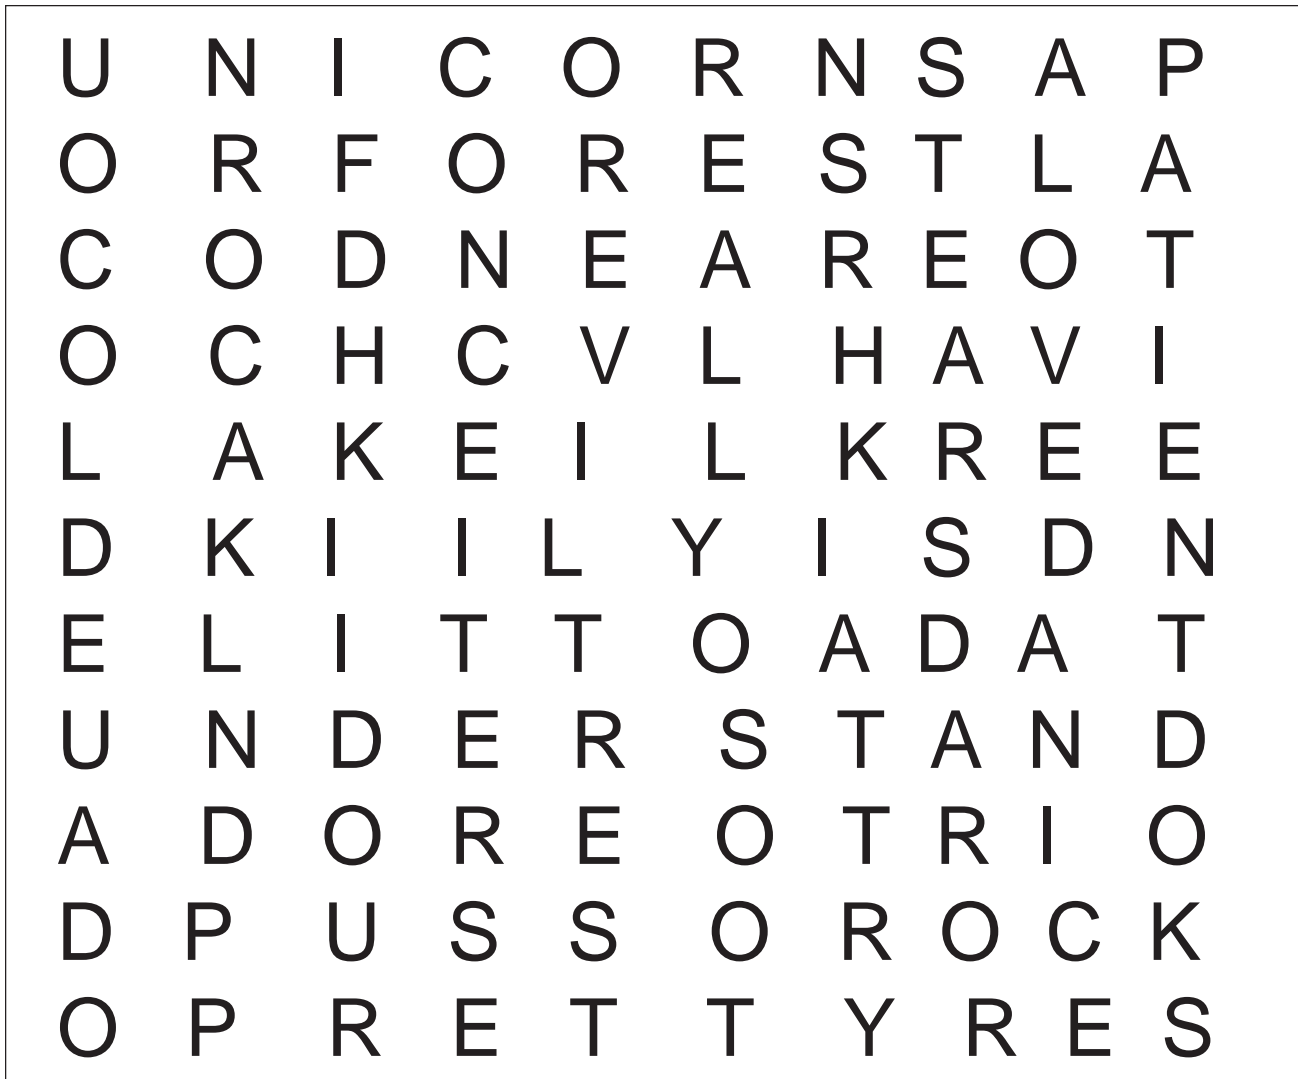 U N I C O R N S A P
O R F O R E S T L A
C O D N E A R E O T
O C H C V L H A V I
L A K E I L K R E E
D K I I L Y I S D N
E L I T T O A D A T
U N D E R S T A N D
A D O R E O T R I O
D P U S S O R O C K
O P R E T T Y R E S